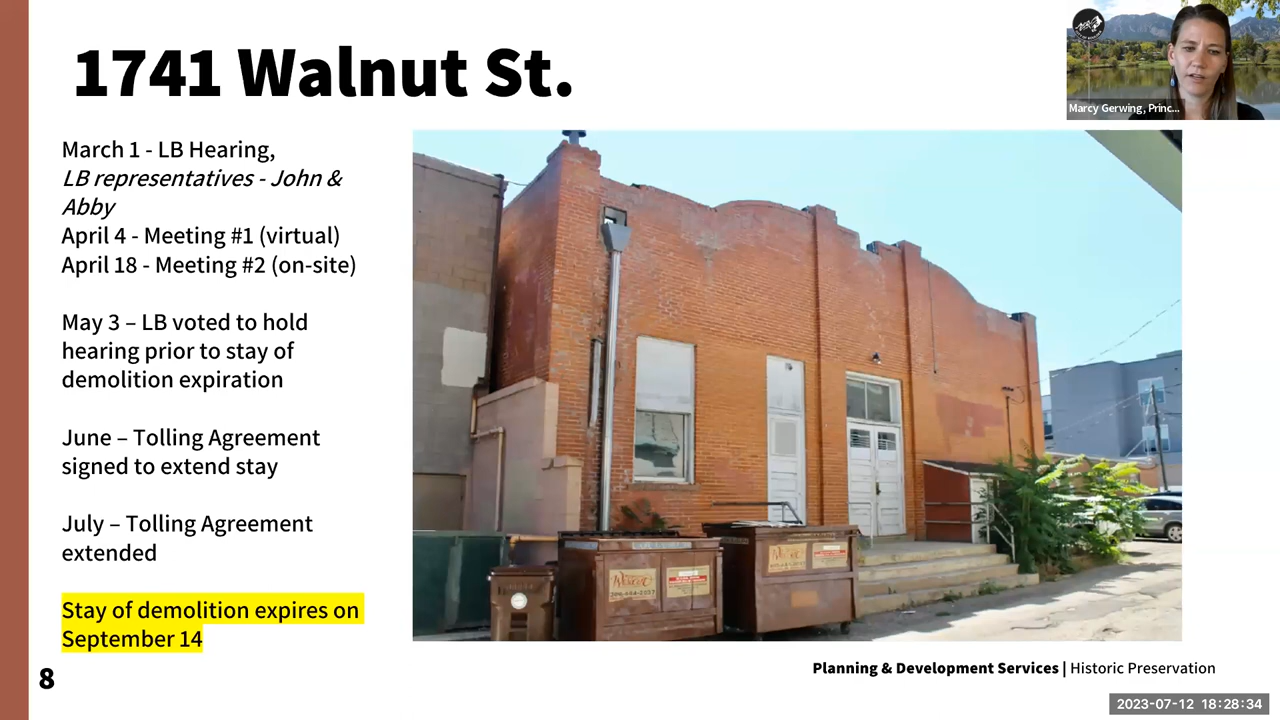 1741 Walnut St.
Marcy Gerwing, Princ...
March 1 - LB Hearing,
LB representatives - John &
Abby
April 4 - Meeting #1 (virtual)
April 18 - Meeting #2 (on-site)
May 3 – LB voted to hold
hearing prior to stay of
demolition expiration
June – Tolling Agreement
signed to extend stay
July – Tolling Agreement
extended
Stay of demolition expires on
September 14
8
Planning & Development Services | Historic Preservation
2023-07-12 18:28:34